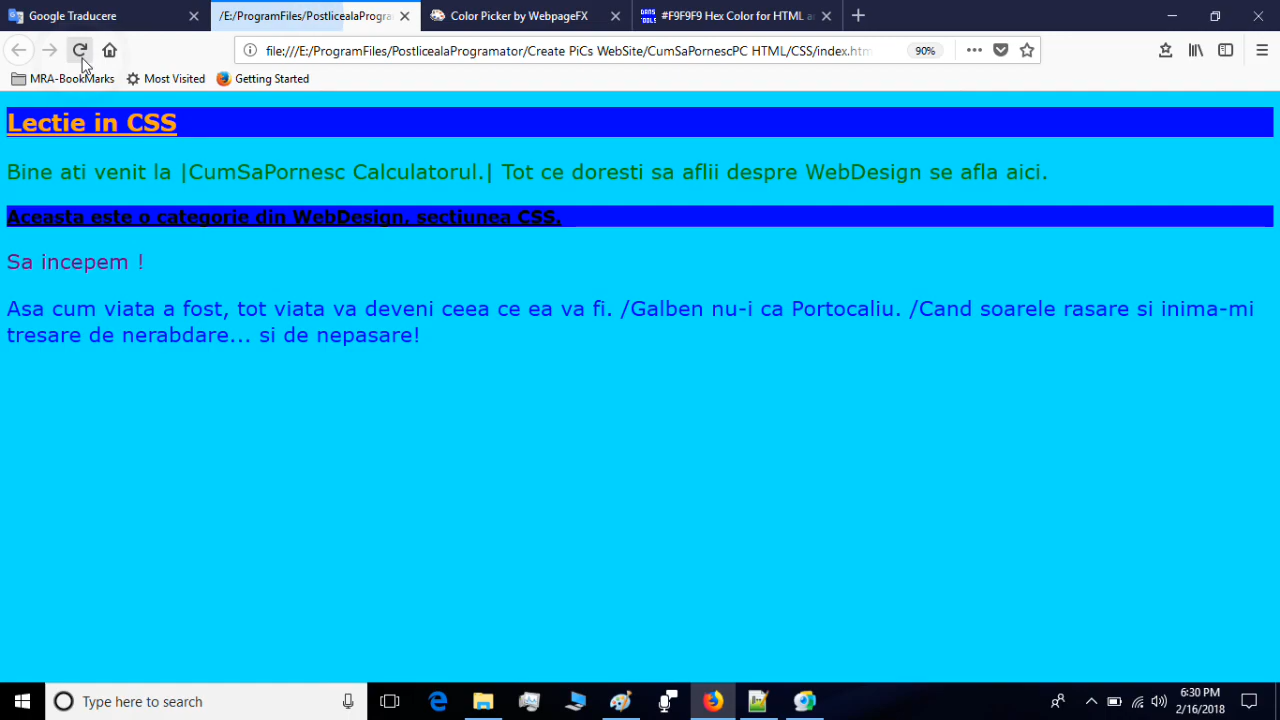 Google Traducere
/E:/ProgramFiles/PostlicealaProgra
Color Picker by WebpageFX
DANS TOOLS
#F9F9F9 Hex Color for HTML a
file:///E:/ProgramFiles/PostlicealaProgramator/Create PiCs WebSite/CumSaPornescPC HTML/CSS/index.htm
90%
MRA-BookMarks
Most Visited
Getting Started
Lectie in CSS
Bine ati venit la |CumSaPornesc Calculatorul.| Tot ce doresti sa aflii despre WebDesign se afla aici.
Aceasta este o categorie din WebDesign, sectiunea CSS.
Sa incepem !
Asa cum viata a fost, tot viata va deveni ceea ce ea va fi. /Galben nu-i ca Portocaliu. /Cand soarele rasare si inima-mi
tresare de nerabdare... si de nepasare!
Type here to search
6:30 PM
2/16/2018